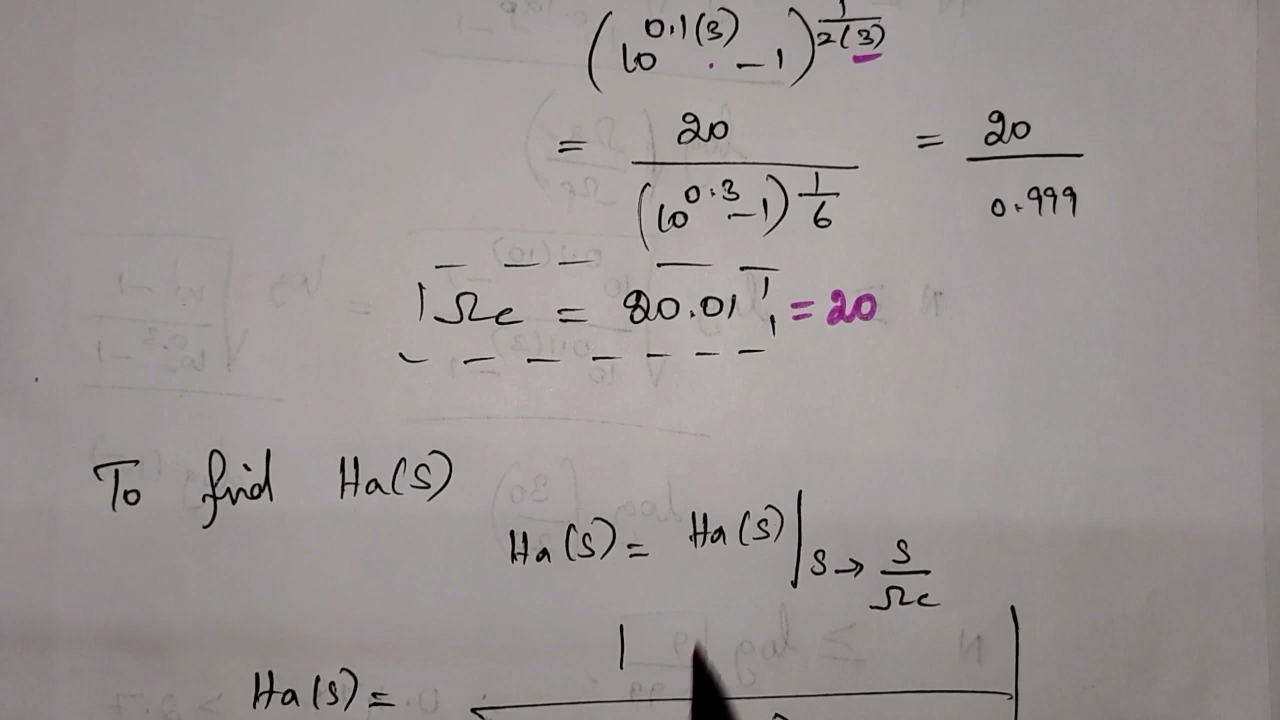 (10^0.1(3) - 1)^1/2(3)
= 20/(10^0.3 - 1)^1/6 = 20/0.999
Ωc = 20.01 = 20
To find Ha(s)
Ha(s) = Ha(s)|s→s/Ωc
Ha(s) = 1